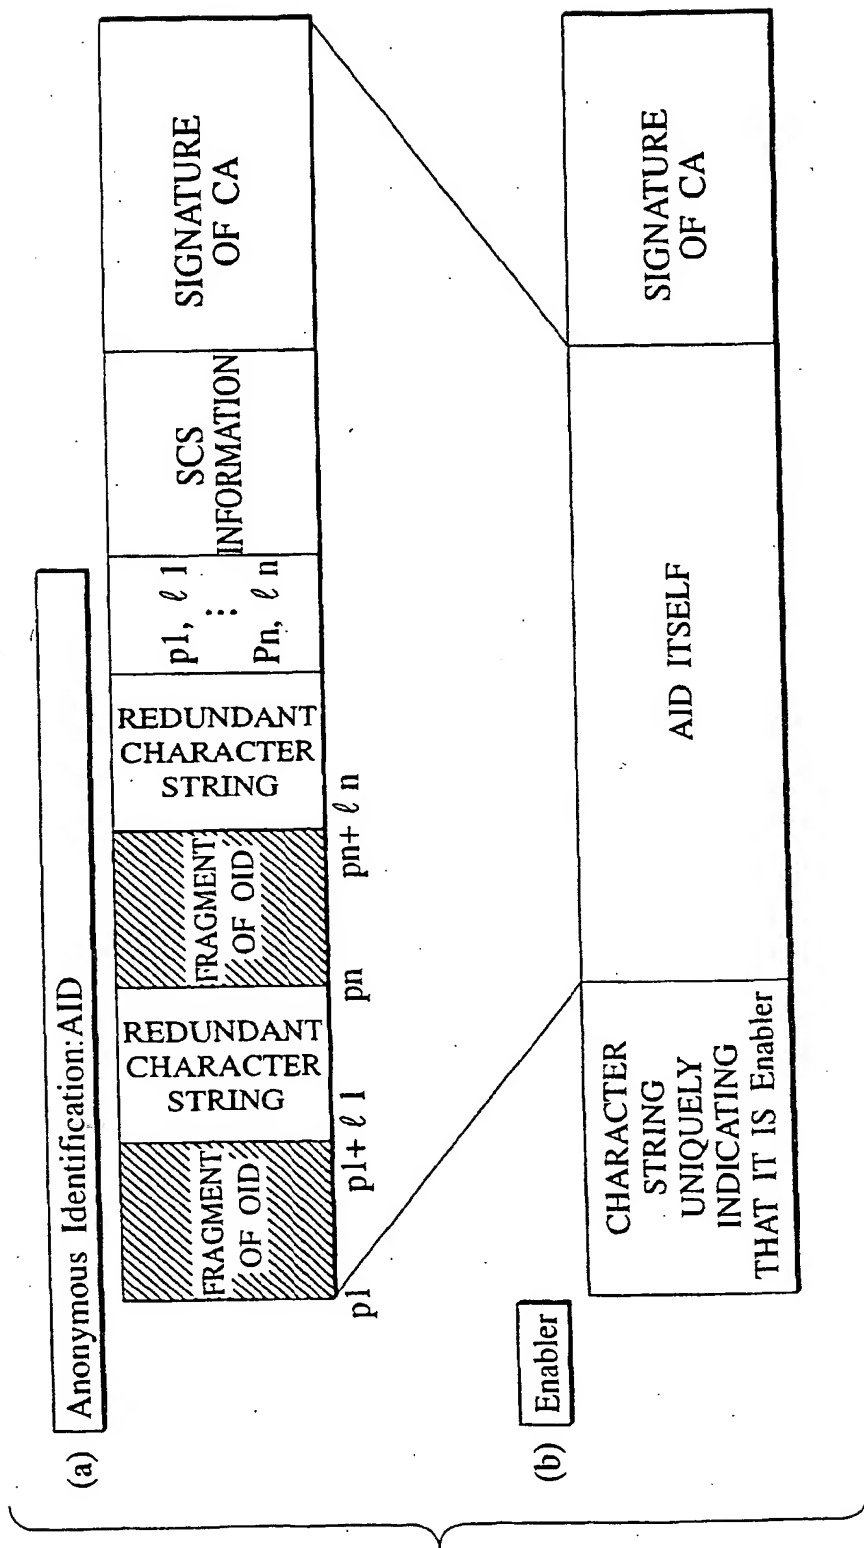 (a) Anonymous Identification:AID
FRAGMENT
OF OID
REDUNDANT
CHARACTER
STRING
FRAGMENT
OF OID
REDUNDANT
CHARACTER
STRING
p1, ℓ 1
⋮
Pn, ℓ n
SCS
INFORMATION
SIGNATURE
OF CA
p1
p1+ ℓ 1
pn
pn+ ℓ n
(b) Enabler
CHARACTER
STRING
UNIQUELY
INDICATING
THAT IT IS Enabler
AID ITSELF
SIGNATURE
OF CA